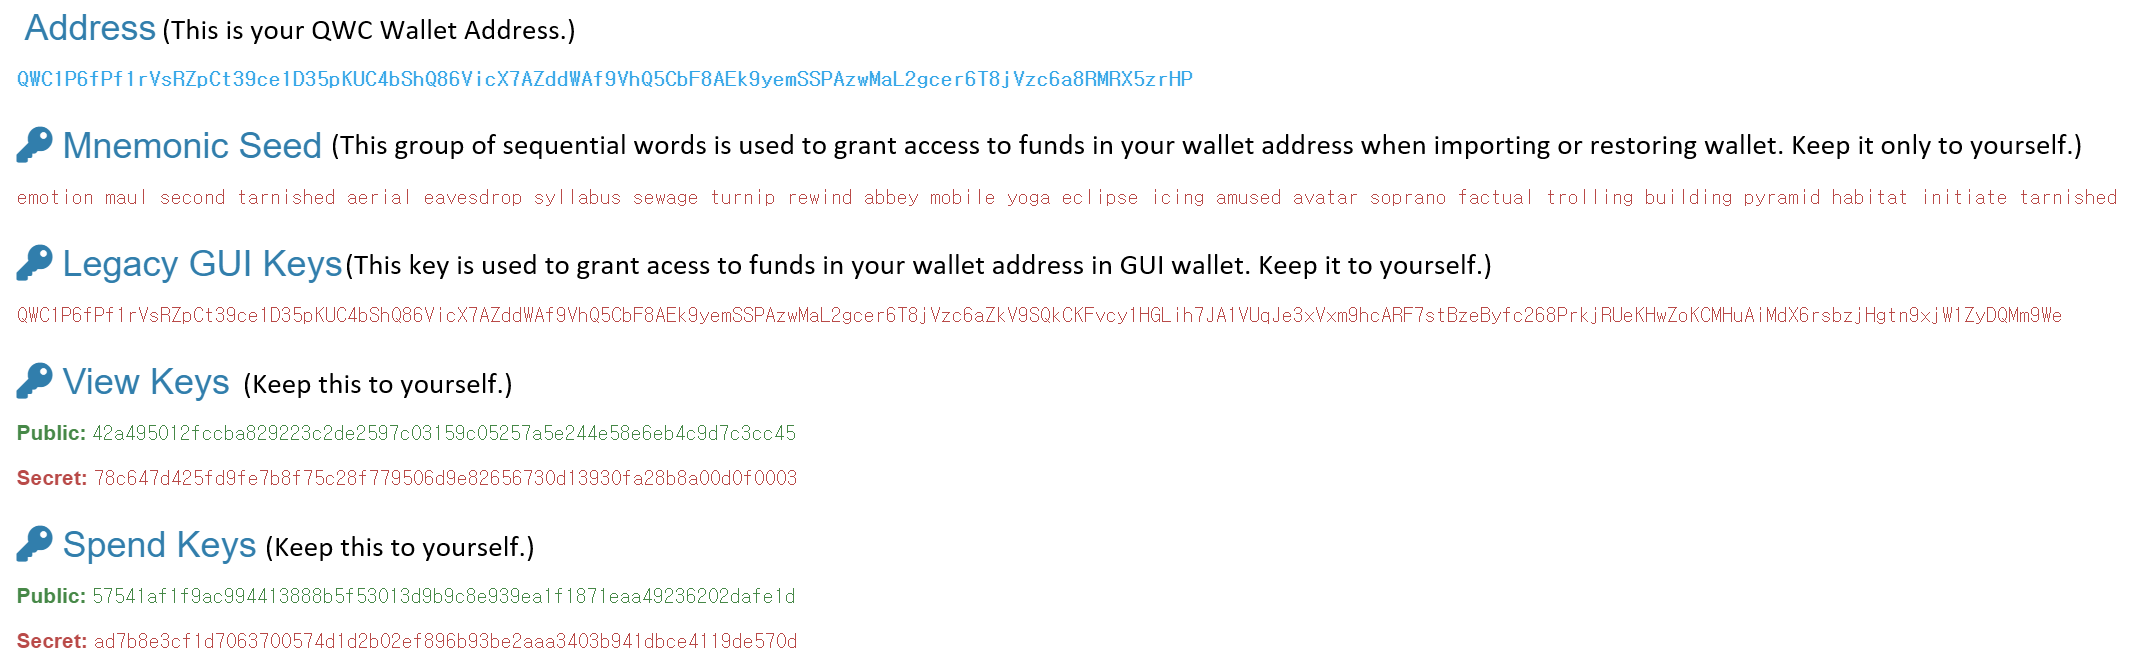 Address (This is your QWC Wallet Address.)
QWC1P6fPf1rVsRZpCt39ce1D35pKUC4bShQ86VicX7AZddWAf9VhQ5CbF8AEk9yemSSPAzwMaL2gcer6T8jVzc6a8RMRX5zrHP
Mnemonic Seed (This group of sequential words is used to grant access to funds in your wallet address when importing or restoring wallet. Keep it only to yourself.)
emotion maul second tarnished aerial eavesdrop syllabus sewage turnip rewind abbey mobile yoga eclipse icing amused avatar soprano factual trolling building pyramid habitat initiate tarnished
Legacy GUI Keys (This key is used to grant acess to funds in your wallet address in GUI wallet. Keep it to yourself.)
QWC1P6fPf1rVsRZpCt39ce1D35pKUC4bShQ86VicX7AZddWAf9VhQ5CbF8AEk9yemSSPAzwMaL2gcer6T8jVzc6aZkV9SQkCKFvcy1HGLih7JA1VUqJe3xVxm9hcARF7stBzeByfc268PrkjRUeKHwZoKCMHuAiMdX6rsbzjHgtn9xjW1ZyDQMm9We
View Keys (Keep this to yourself.)
Public: 42a495012fccba829223c2de2597c03159c05257a5e244e58e6eb4c9d7c3cc45
Secret: 78c647d425fd9fe7b8f75c28f779506d9e82656730d13930fa28b8a00d0f0003
Spend Keys (Keep this to yourself.)
Public: 57541af1f9ac994413888b5f53013d9b9c8e939ea1f1871eaa49236202dafe1d
Secret: ad7b8e3cf1d7063700574d1d2b02ef896b93be2aaa3403b941dbce4119de570d